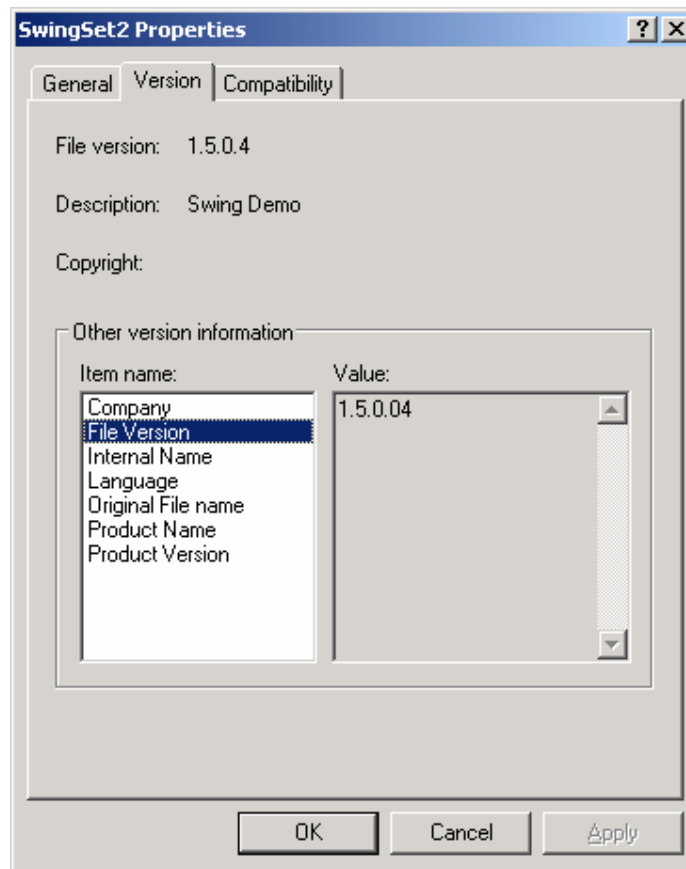 SwingSet2 Properties
General Version Compatibility
File version: 1.5.0.4
Description: Swing Demo
Copyright:
Other version information
Item name: Value:
Company 1.5.0.04
File Version
Internal Name
Language
Original File name
Product Name
Product Version
OK Cancel Apply